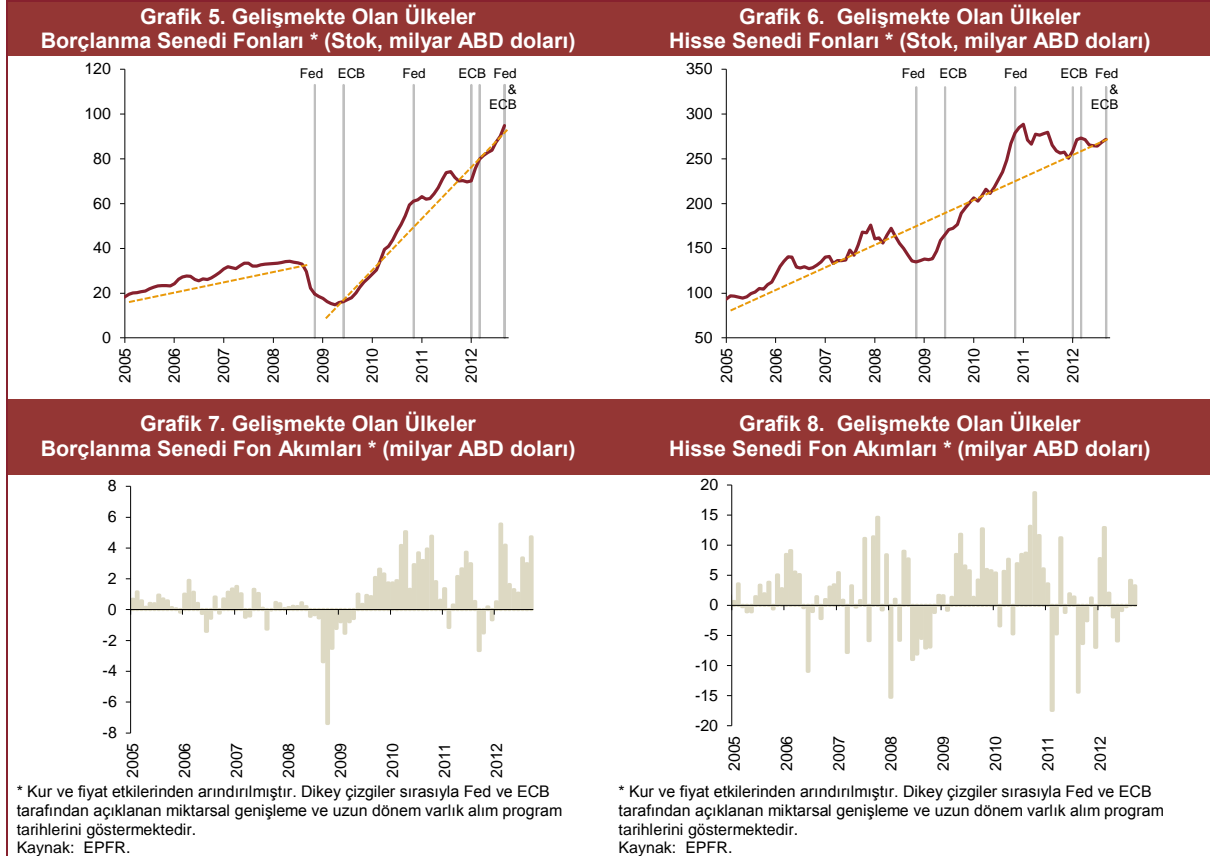 Grafik 5. Gelişmekte Olan Ülkeler
Borçlanma Senedi Fonları * (Stok, milyar ABD doları)
120
100
80
60
40
20
0
Fed
ECB
Fed
ECB
Fed
&
ECB
2005
2006
2007
2008
2009
2010
2011
2012
Grafik 6. Gelişmekte Olan Ülkeler
Hisse Senedi Fonları * (Stok, milyar ABD doları)
350
300
250
200
150
100
50
Fed
ECB
Fed
ECB
Fed
&
ECB
2005
2006
2007
2008
2009
2010
2011
2012
Grafik 7. Gelişmekte Olan Ülkeler
Borçlanma Senedi Fon Akımları * (milyar ABD doları)
8
6
4
2
0
-2
-4
-6
-8
2005
2006
2007
2008
2009
2010
2011
2012
* Kur ve fiyat etkilerinden arındırılmıştır. Dikey çizgiler sırasıyla Fed ve ECB
tarafından açıklanan miktarsal genişleme ve uzun dönem varlık alım program
tarihlerini göstermektedir.
Kaynak: EPFR.
Grafik 8. Gelişmekte Olan Ülkeler
Hisse Senedi Fon Akımları * (milyar ABD doları)
20
15
10
5
0
-5
-10
-15
-20
2005
2006
2007
2008
2009
2010
2011
2012
* Kur ve fiyat etkilerinden arındırılmıştır. Dikey çizgiler sırasıyla Fed ve ECB
tarafından açıklanan miktarsal genişleme ve uzun dönem varlık alım program
tarihlerini göstermektedir.
Kaynak: EPFR.